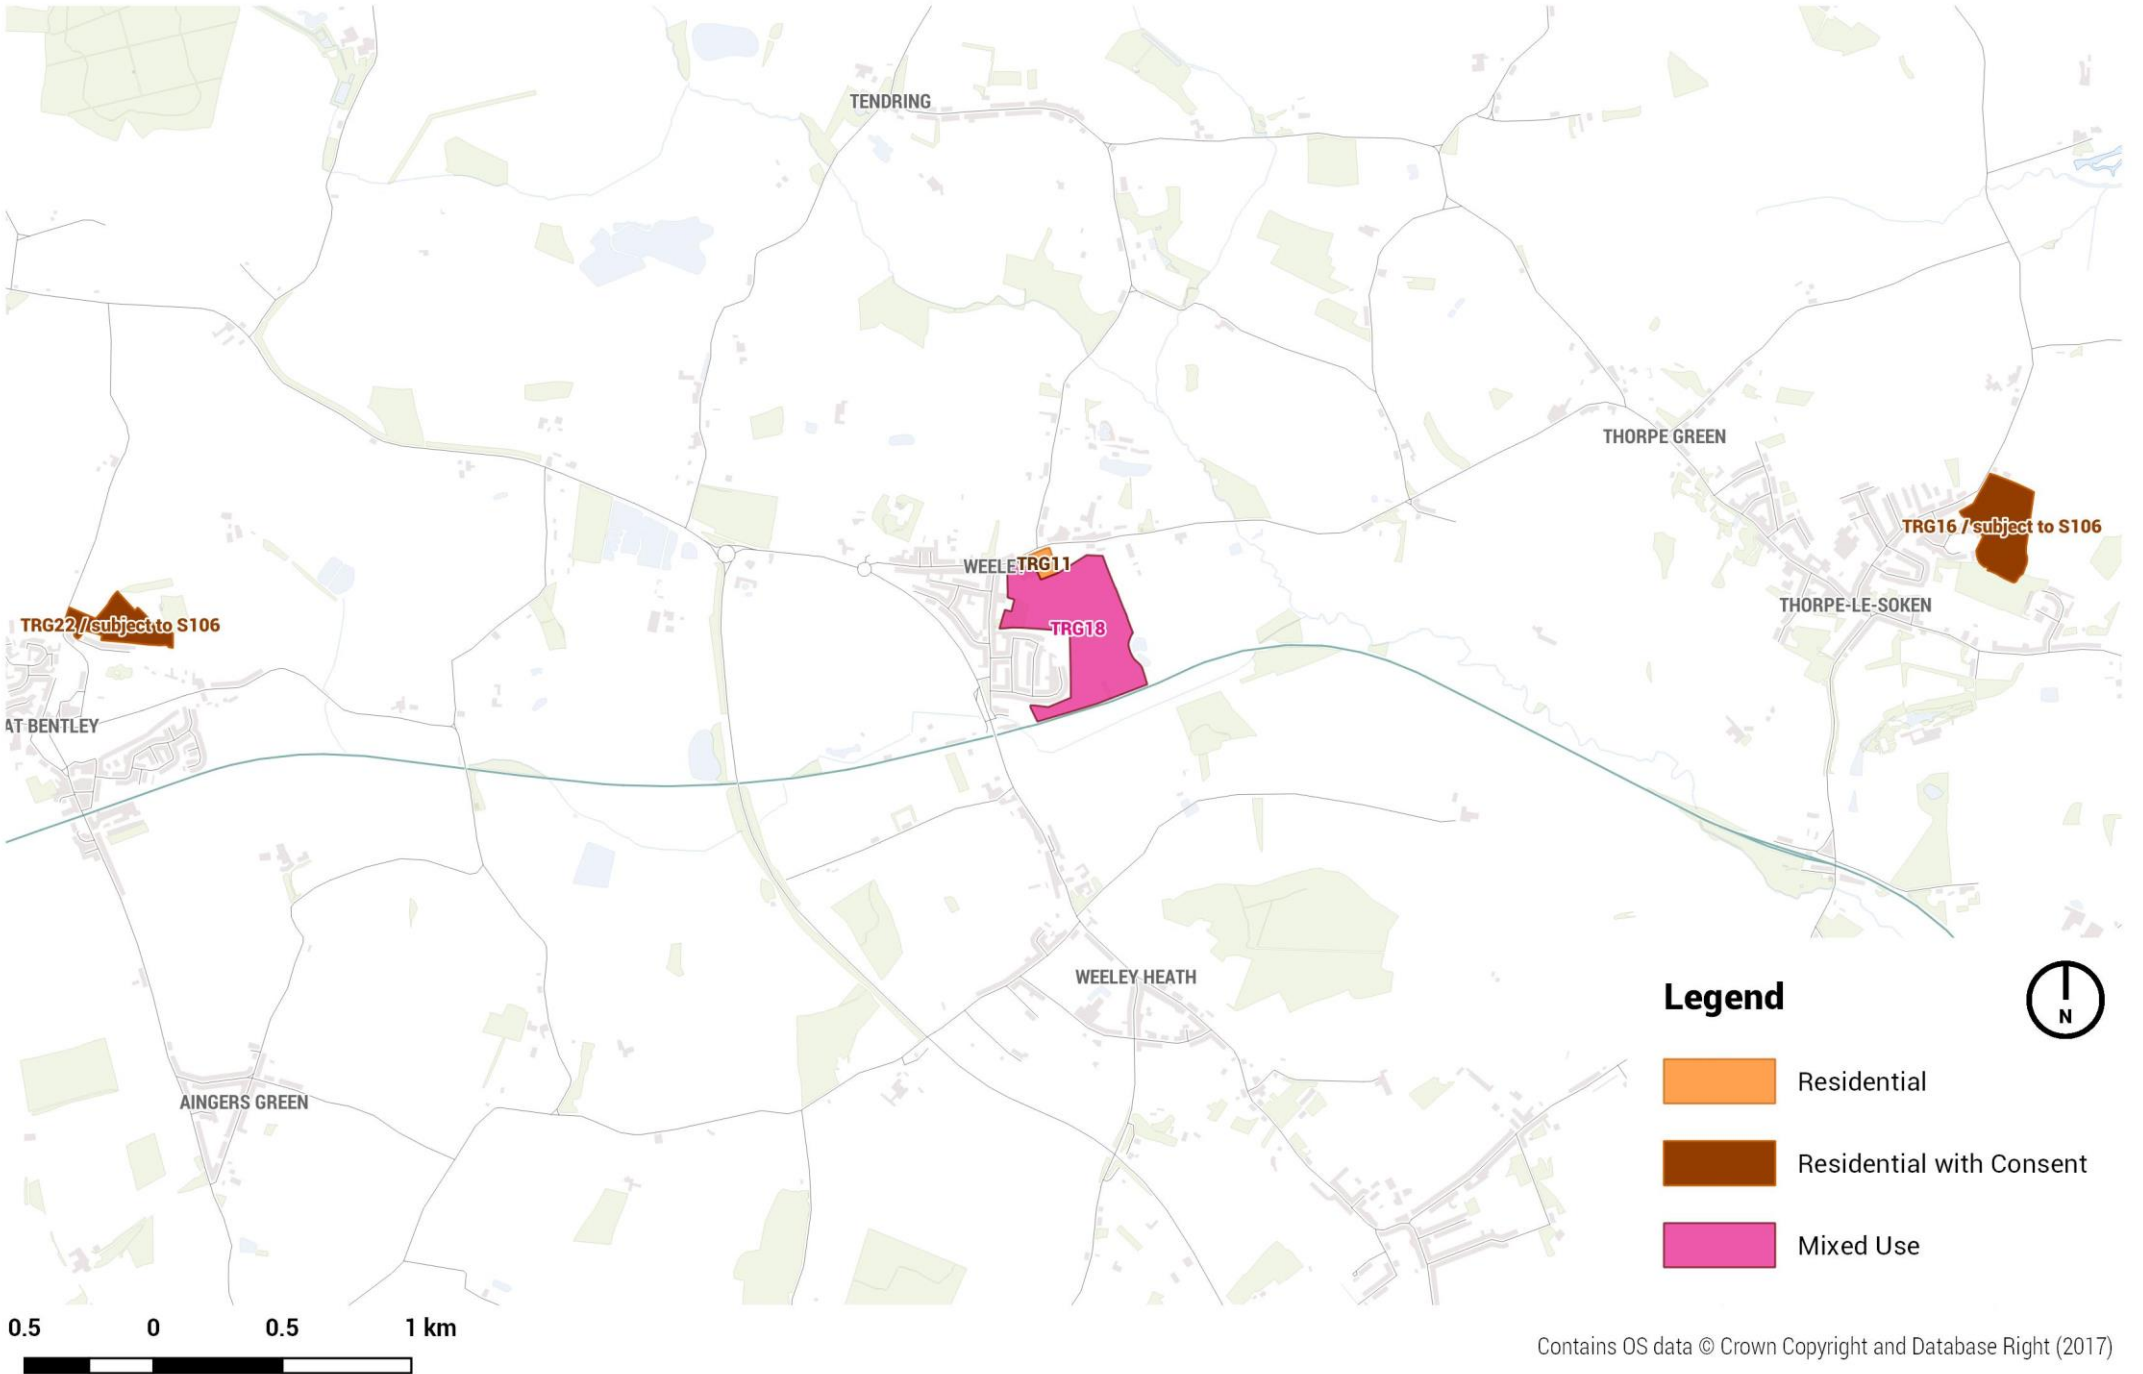 TENDRING
THORPE GREEN
TRG16 / subject to S106
WEELE
TRG11
THORPE-LE-SOKEN
TRG22 / subject to S106
TRG18
AT BENTLEY
WEELEY HEATH
AINGERS GREEN
Legend
N
Residential
Residential with Consent
Mixed Use
0.5 0 0.5 1 km
Contains OS data © Crown Copyright and Database Right (2017)